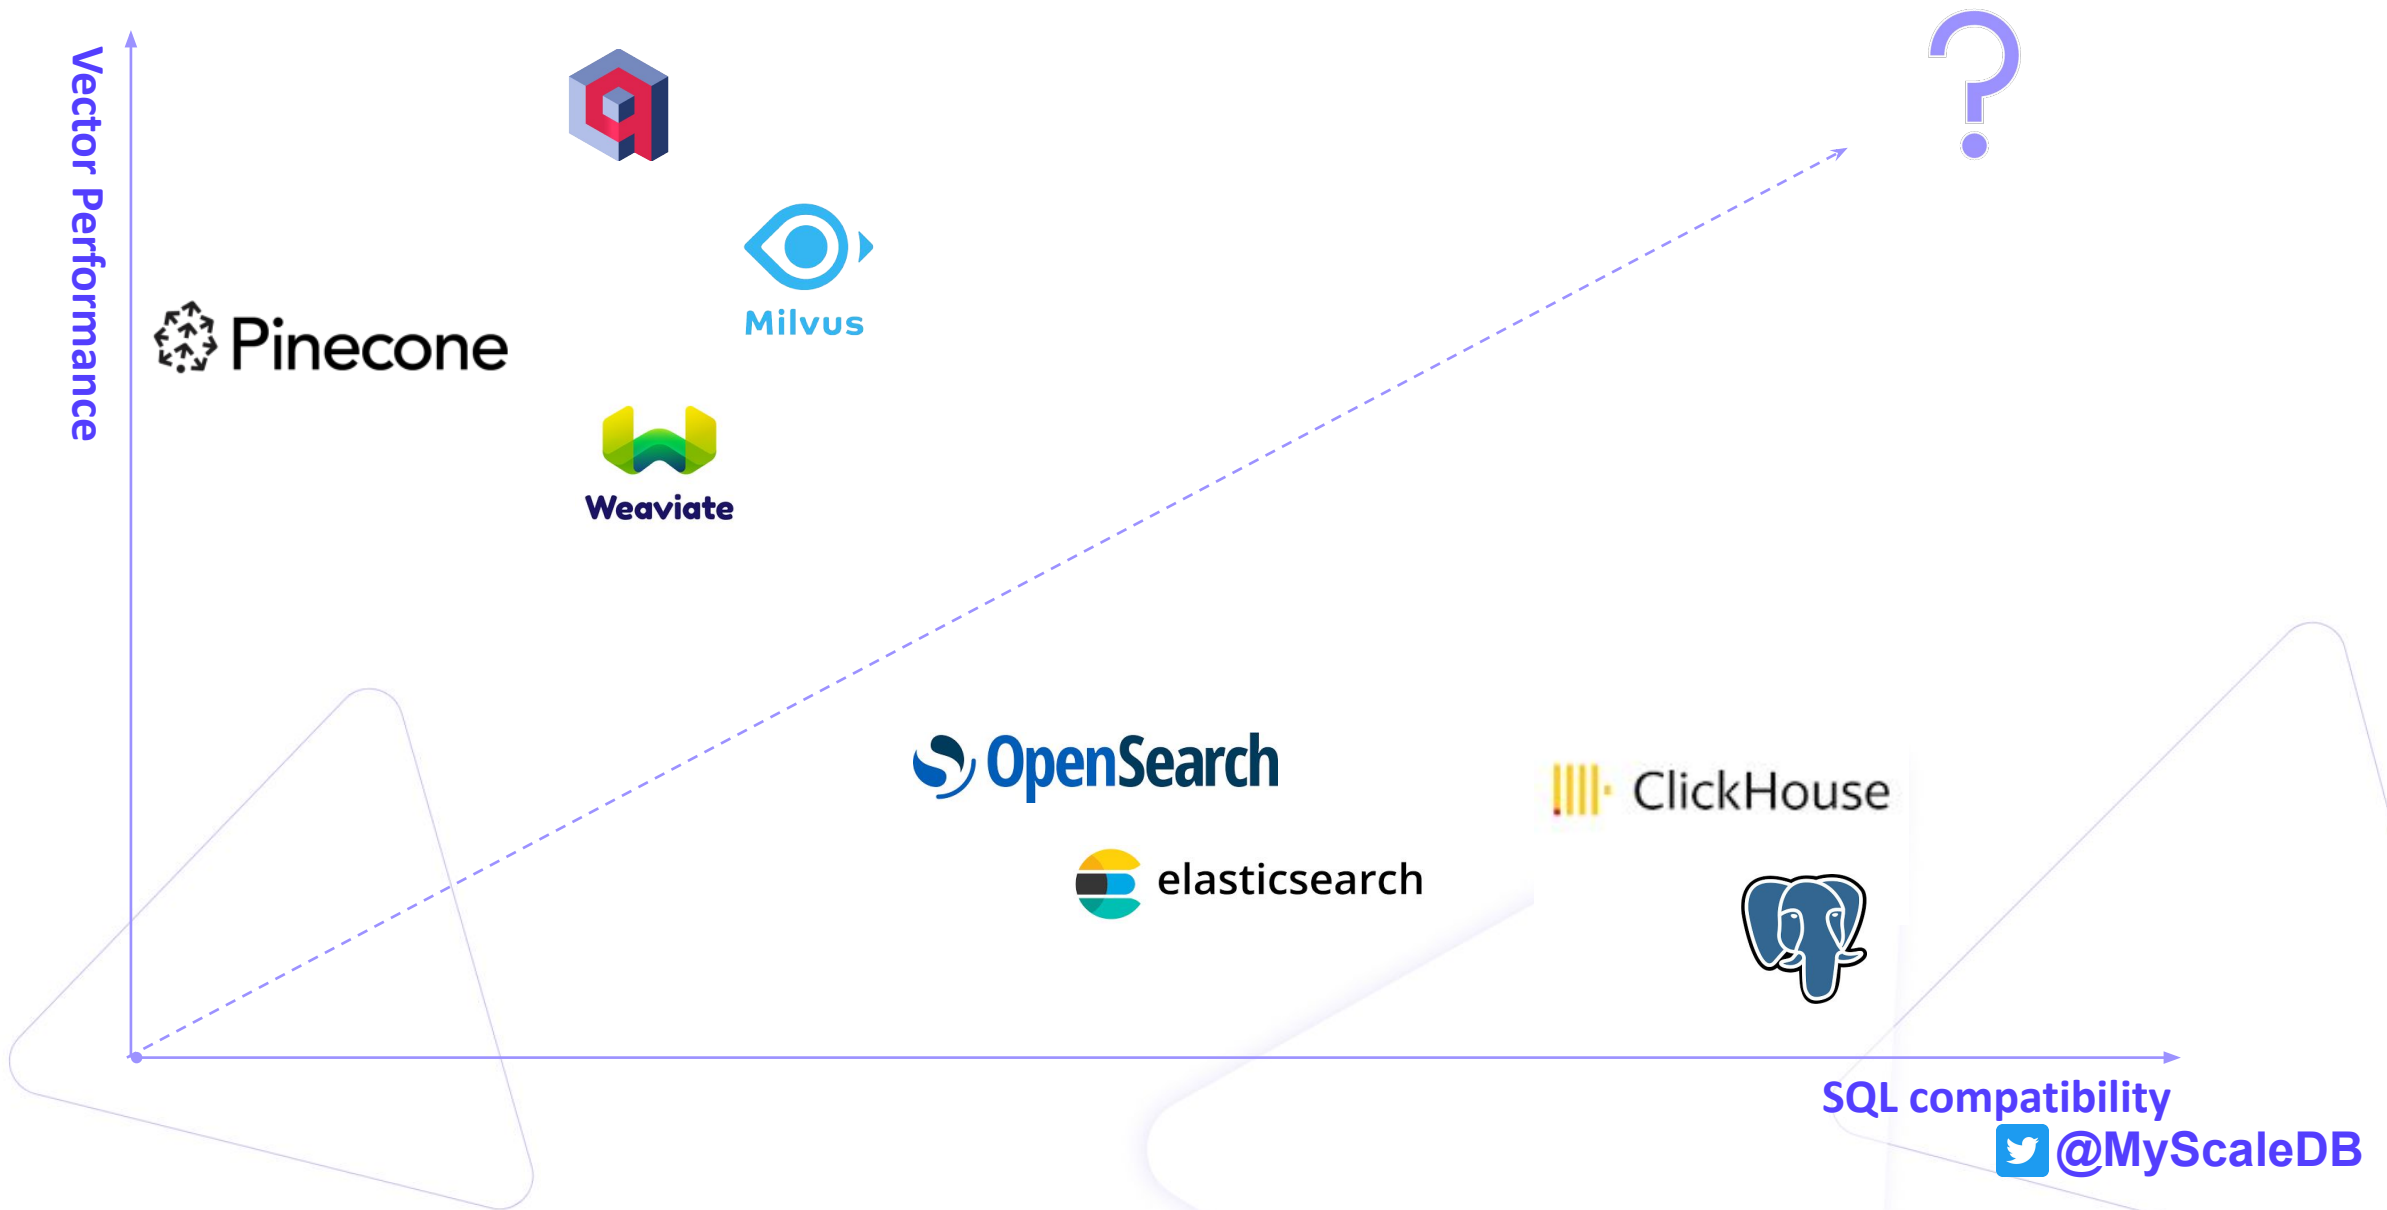 Vector Performance
?
Milvus
Pinecone
Weaviate
OpenSearch
ClickHouse
elasticsearch
SQL compatibility
@MyScaleDB